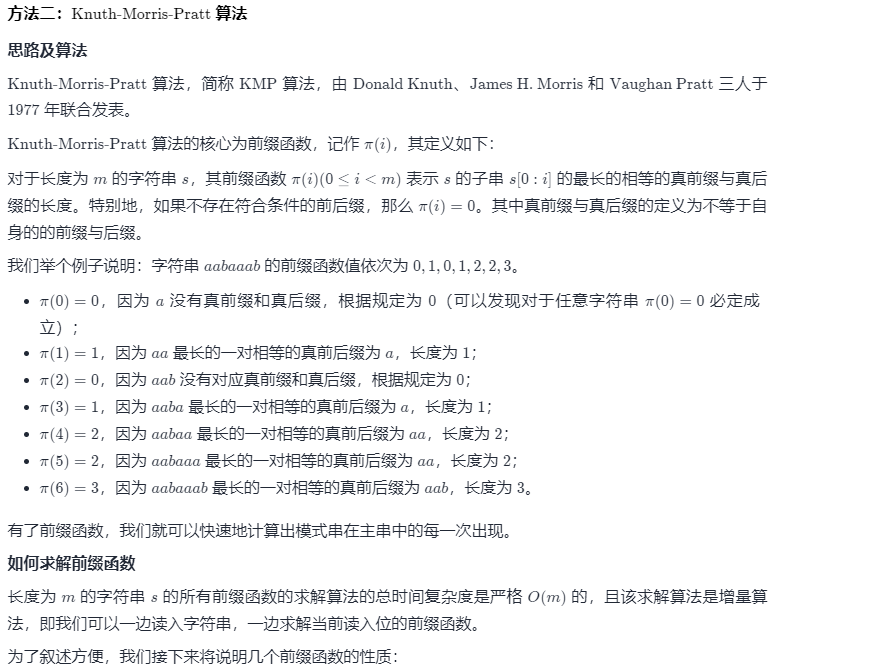 方法二：Knuth-Morris-Pratt 算法
思路及算法
Knuth-Morris-Pratt 算法，简称 KMP 算法，由 Donald Knuth、James H. Morris 和 Vaughan Pratt 三人于
1977 年联合发表。
Knuth-Morris-Pratt 算法的核心为前缀函数，记作 π(i)，其定义如下：
对于长度为 m 的字符串 s，其前缀函数 π(i)(0 ≤ i < m) 表示 s 的子串 s[0 : i] 的最长的相等的真前缀与真后
缀的长度。特别地，如果不存在符合条件的前后缀，那么 π(i) = 0。其中真前缀与真后缀的定义为不等于自
身的的前缀与后缀。
我们举个例子说明：字符串 aabaaab 的前缀函数值依次为 0, 1, 0, 1, 2, 2, 3。
• π(0) = 0，因为 a 没有真前缀和真后缀，根据规定为 0（可以发现对于任意字符串 π(0) = 0 必定成
立）；
• π(1) = 1，因为 aa 最长的一对相等的真前后缀为 a，长度为 1；
• π(2) = 0，因为 aab 没有对应真前缀和真后缀，根据规定为 0；
• π(3) = 1，因为 aaba 最长的一对相等的真前后缀为 a，长度为 1；
• π(4) = 2，因为 aabaa 最长的一对相等的真前后缀为 aa，长度为 2；
• π(5) = 2，因为 aabaaa 最长的一对相等的真前后缀为 aa，长度为 2；
• π(6) = 3，因为 aabaaab 最长的一对相等的真前后缀为 aab，长度为 3。
有了前缀函数，我们就可以快速地计算出模式串在主串中的每一次出现。
如何求解前缀函数
长度为 m 的字符串 s 的所有前缀函数的求解算法的总时间复杂度是严格 O(m) 的，且该求解算法是增量算
法，即我们可以一边读入字符串，一边求解当前读入位的前缀函数。
为了叙述方便，我们接下来将说明几个前缀函数的性质：